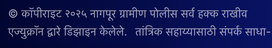 © कॉपीराइट २०२५ नागपूर ग्रामीण पोलीस सर्व हक्क राखीव
एज्युक्रॉन द्वारे डिझाइन केलेले. तांत्रिक सहाय्यासाठी संपर्क साधा-